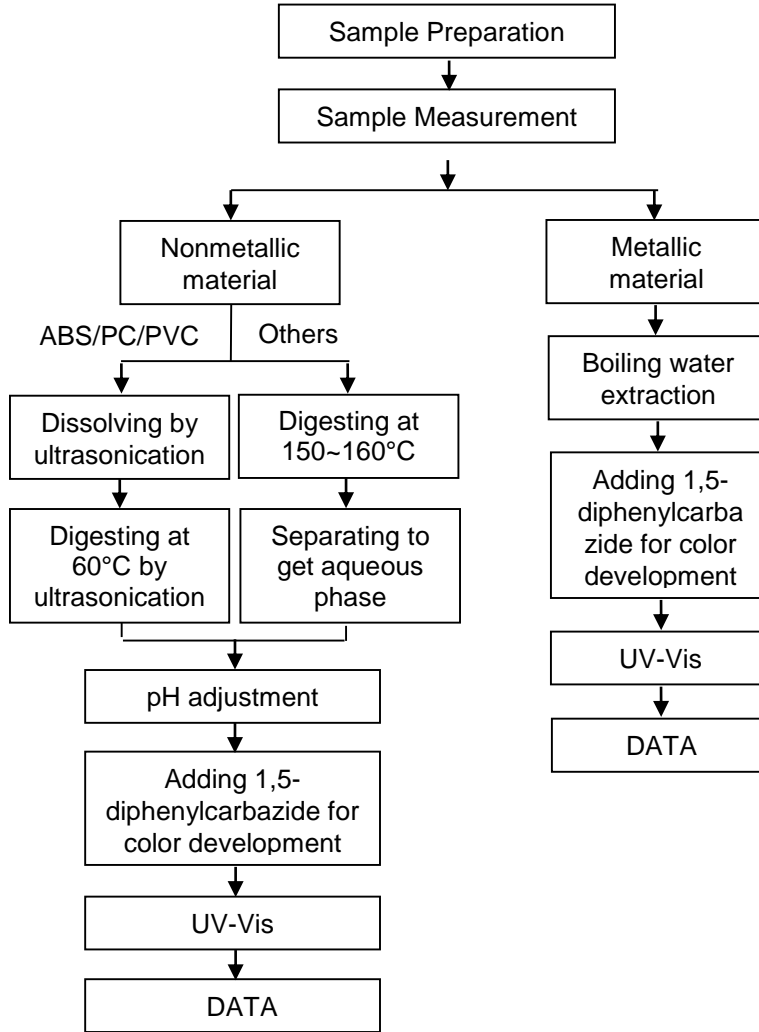 Sample Preparation
Sample Measurement
Nonmetallic
material
Metallic
material
ABS/PC/PVC
Others
Boiling water
extraction
Dissolving by
ultrasonication
Digesting at
150~160°C
Adding 1,5-
diphenylcarba
zide for color
development
Digesting at
60°C by
ultrasonication
Separating to
get aqueous
phase
UV-Vis
pH adjustment
DATA
Adding 1,5-
diphenylcarbazide for
color development
UV-Vis
DATA